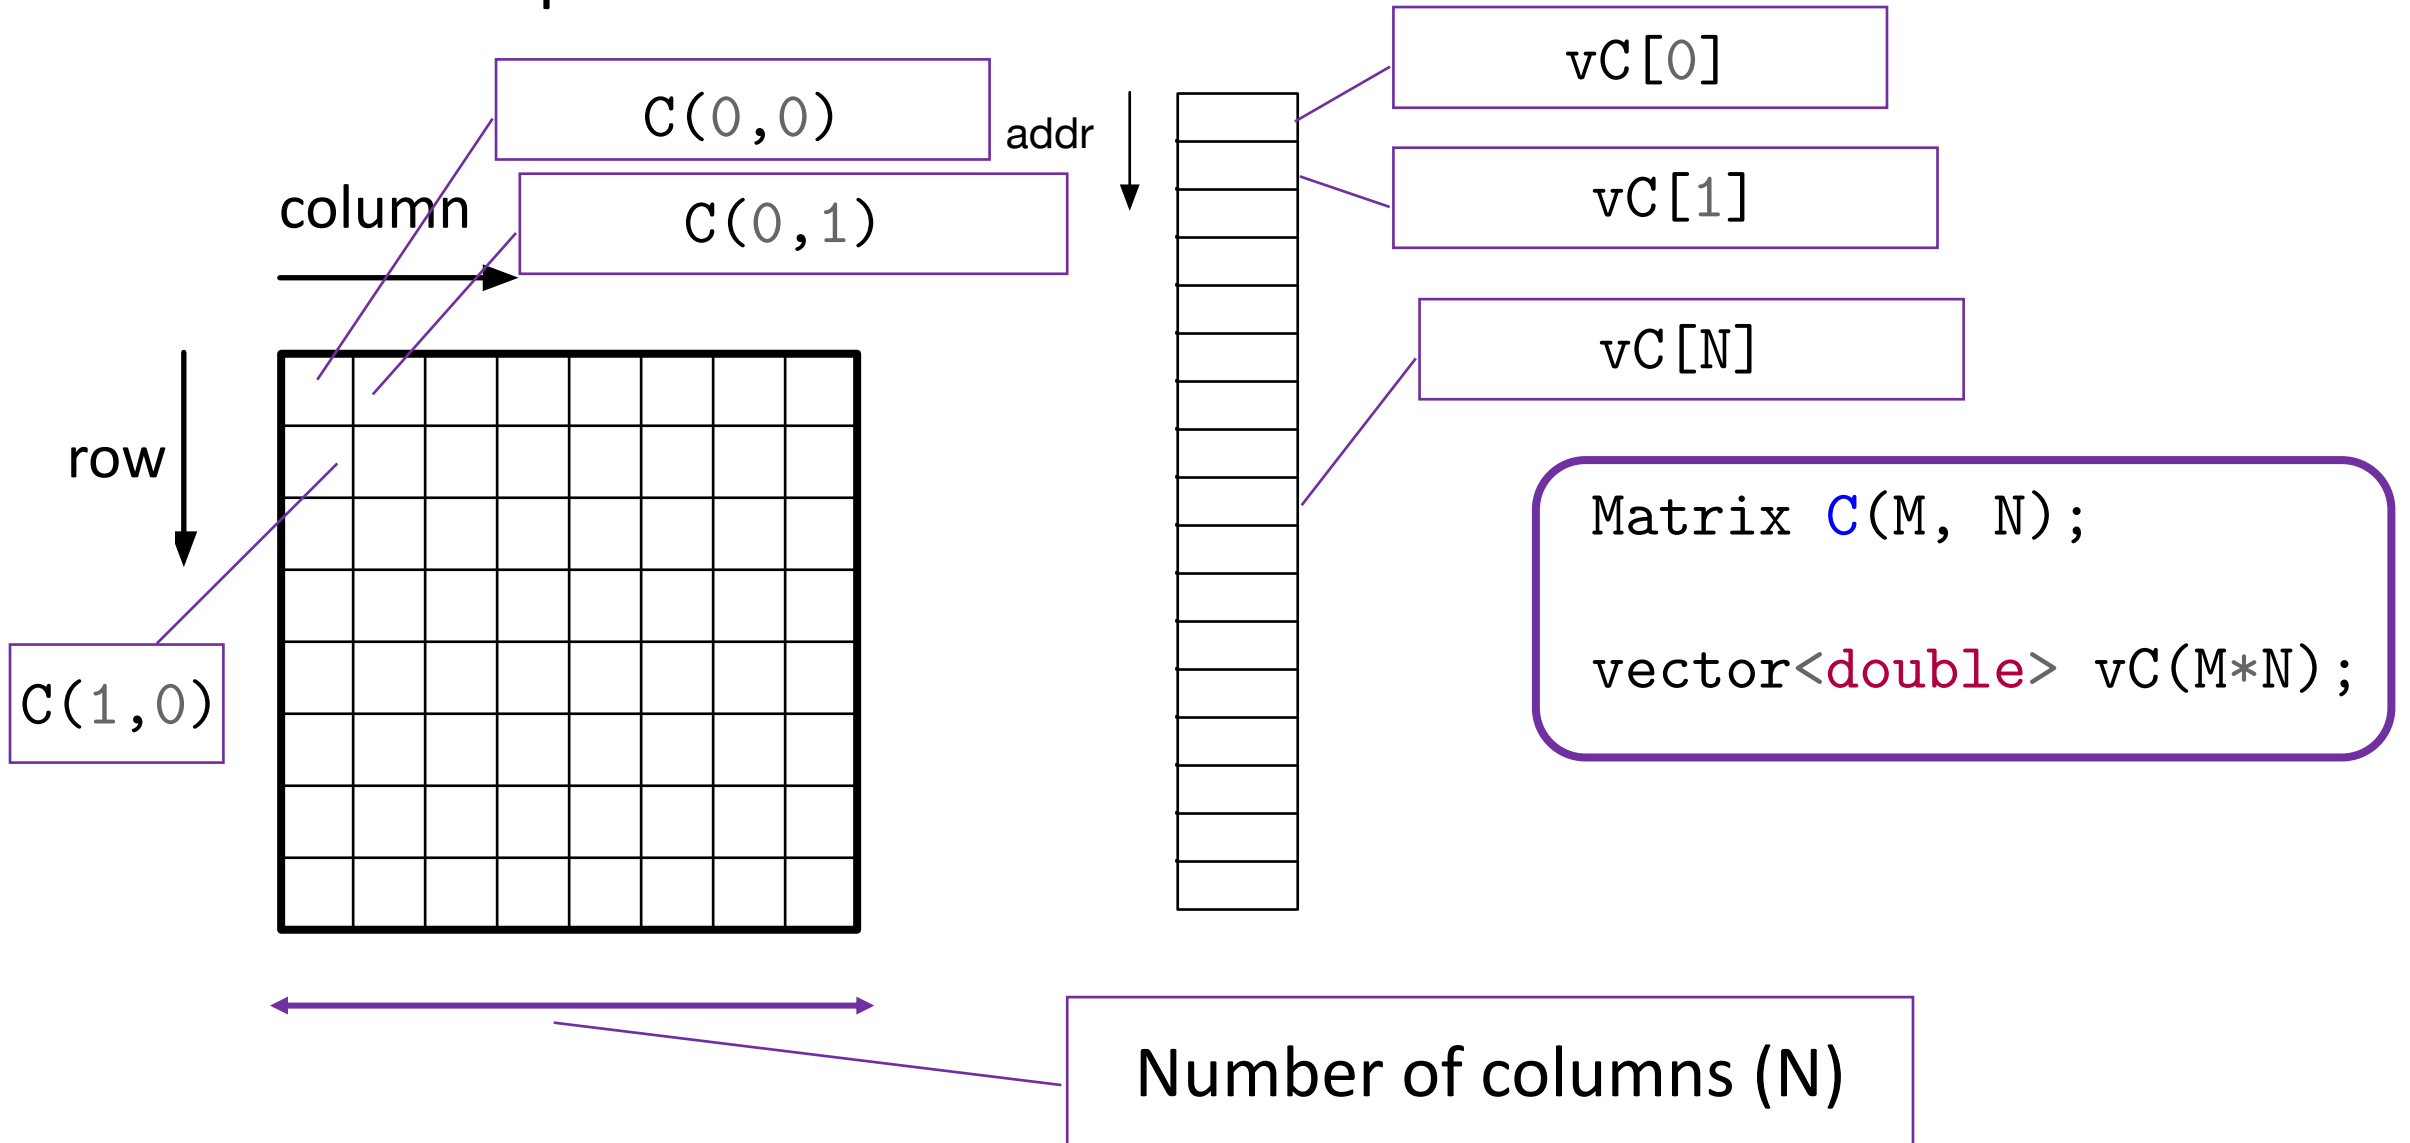 C(0,0)
column
C(0,1)
addr
row
C(1,0)
vC[0]
vC[1]
vC[N]
Matrix C(M, N);
vector<double> vC(M*N);
Number of columns (N)